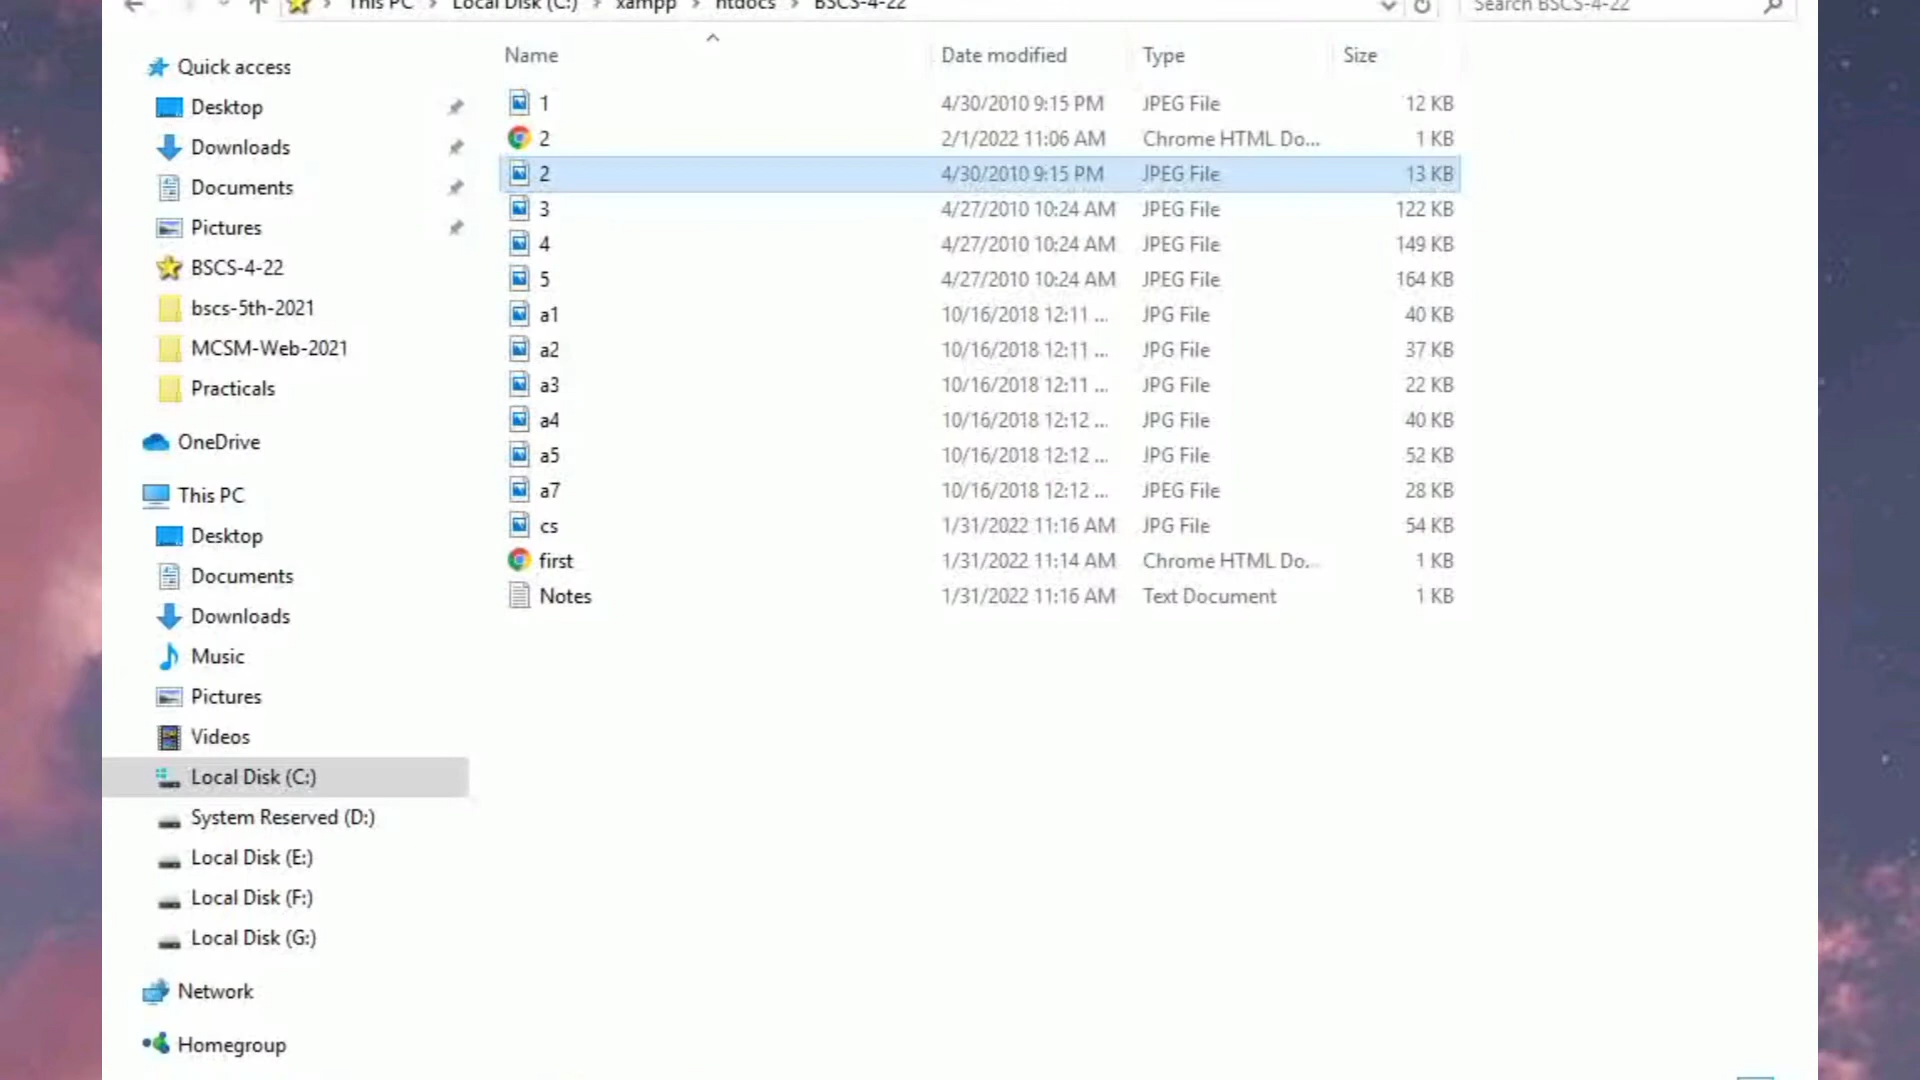 This PC > Local Disk (C:) > xampp > htdocs > BSCS-4-22
Search BSCS-4-22
Name Date modified Type Size
1 4/30/2010 9:15 PM JPEG File 12 KB
2 2/1/2022 11:06 AM Chrome HTML Do... 1 KB
2 4/30/2010 9:15 PM JPEG File 13 KB
3 4/27/2010 10:24 AM JPEG File 122 KB
4 4/27/2010 10:24 AM JPEG File 149 KB
5 4/27/2010 10:24 AM JPEG File 164 KB
a1 10/16/2018 12:11 ... JPG File 40 KB
a2 10/16/2018 12:11 ... JPG File 37 KB
a3 10/16/2018 12:11 ... JPG File 22 KB
a4 10/16/2018 12:12 ... JPG File 40 KB
a5 10/16/2018 12:12 ... JPG File 52 KB
a7 10/16/2018 12:12 ... JPEG File 28 KB
cs 1/31/2022 11:16 AM JPG File 54 KB
first 1/31/2022 11:14 AM Chrome HTML Do... 1 KB
Notes 1/31/2022 11:16 AM Text Document 1 KB
Quick access
Desktop
Downloads
Documents
Pictures
BSCS-4-22
bscs-5th-2021
MCSM-Web-2021
Practicals
OneDrive
This PC
Desktop
Documents
Downloads
Music
Pictures
Videos
Local Disk (C:)
System Reserved (D:)
Local Disk (E:)
Local Disk (F:)
Local Disk (G:)
Network
Homegroup